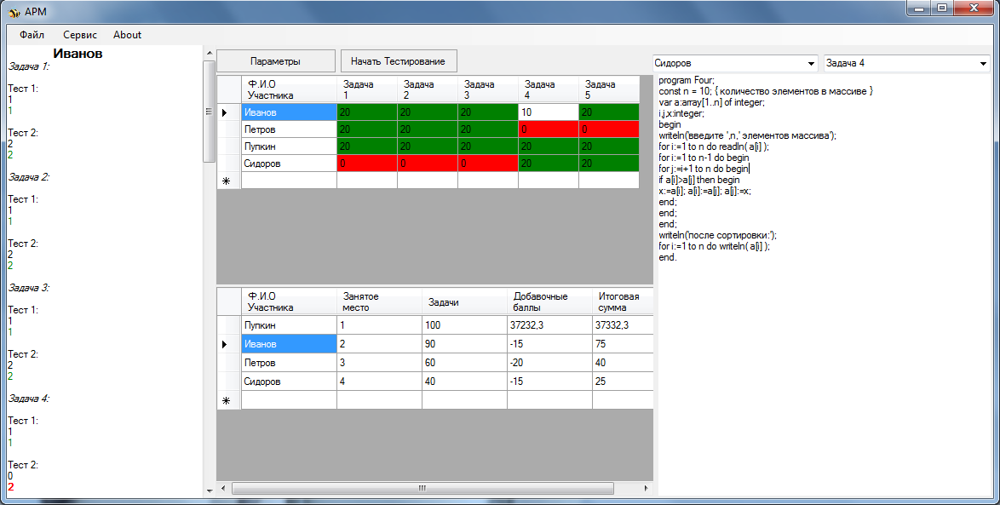 АРМ
Файл Сервис About
Иванов
Задача 1:
Тест 1:
1
1
Тест 2:
2
2
Задача 2:
Тест 1:
1
1
Тест 2:
2
2
Задача 3:
Тест 1:
1
1
Тест 2:
2
2
Задача 4:
Тест 1:
1
1
Тест 2:
0
2
Параметры Начать Тестирование
Ф.И.О Участника Задача 1 Задача 2 Задача 3 Задача 4 Задача 5
Иванов 20 20 20 10 20
Петров 20 20 20 0 0
Пупкин 20 20 20 20 20
Сидоров 0 0 0 20 20
Ф.И.О Участника Занятое место Задачи Добавочные баллы Итоговая сумма
Пупкин 1 100 37232,3 37332,3
Иванов 2 90 -15 75
Петров 3 60 -20 40
Сидоров 4 40 -15 25
Сидоров Задача 4
program Four;
const n = 10; { количество элементов в массиве }
var a:array[1..n] of integer;
i,j,x:integer;
begin
writeln('введите ',n,' элементов массива');
for i:=1 to n do readln( a[i] );
for i:=1 to n-1 do begin
for j:=i+1 to n do begin
if a[i]>a[j] then begin
x:=a[i]; a[i]:=a[j]; a[j]:=x;
end;
end;
end;
writeln('после сортировки:');
for i:=1 to n do writeln( a[i] );
end.